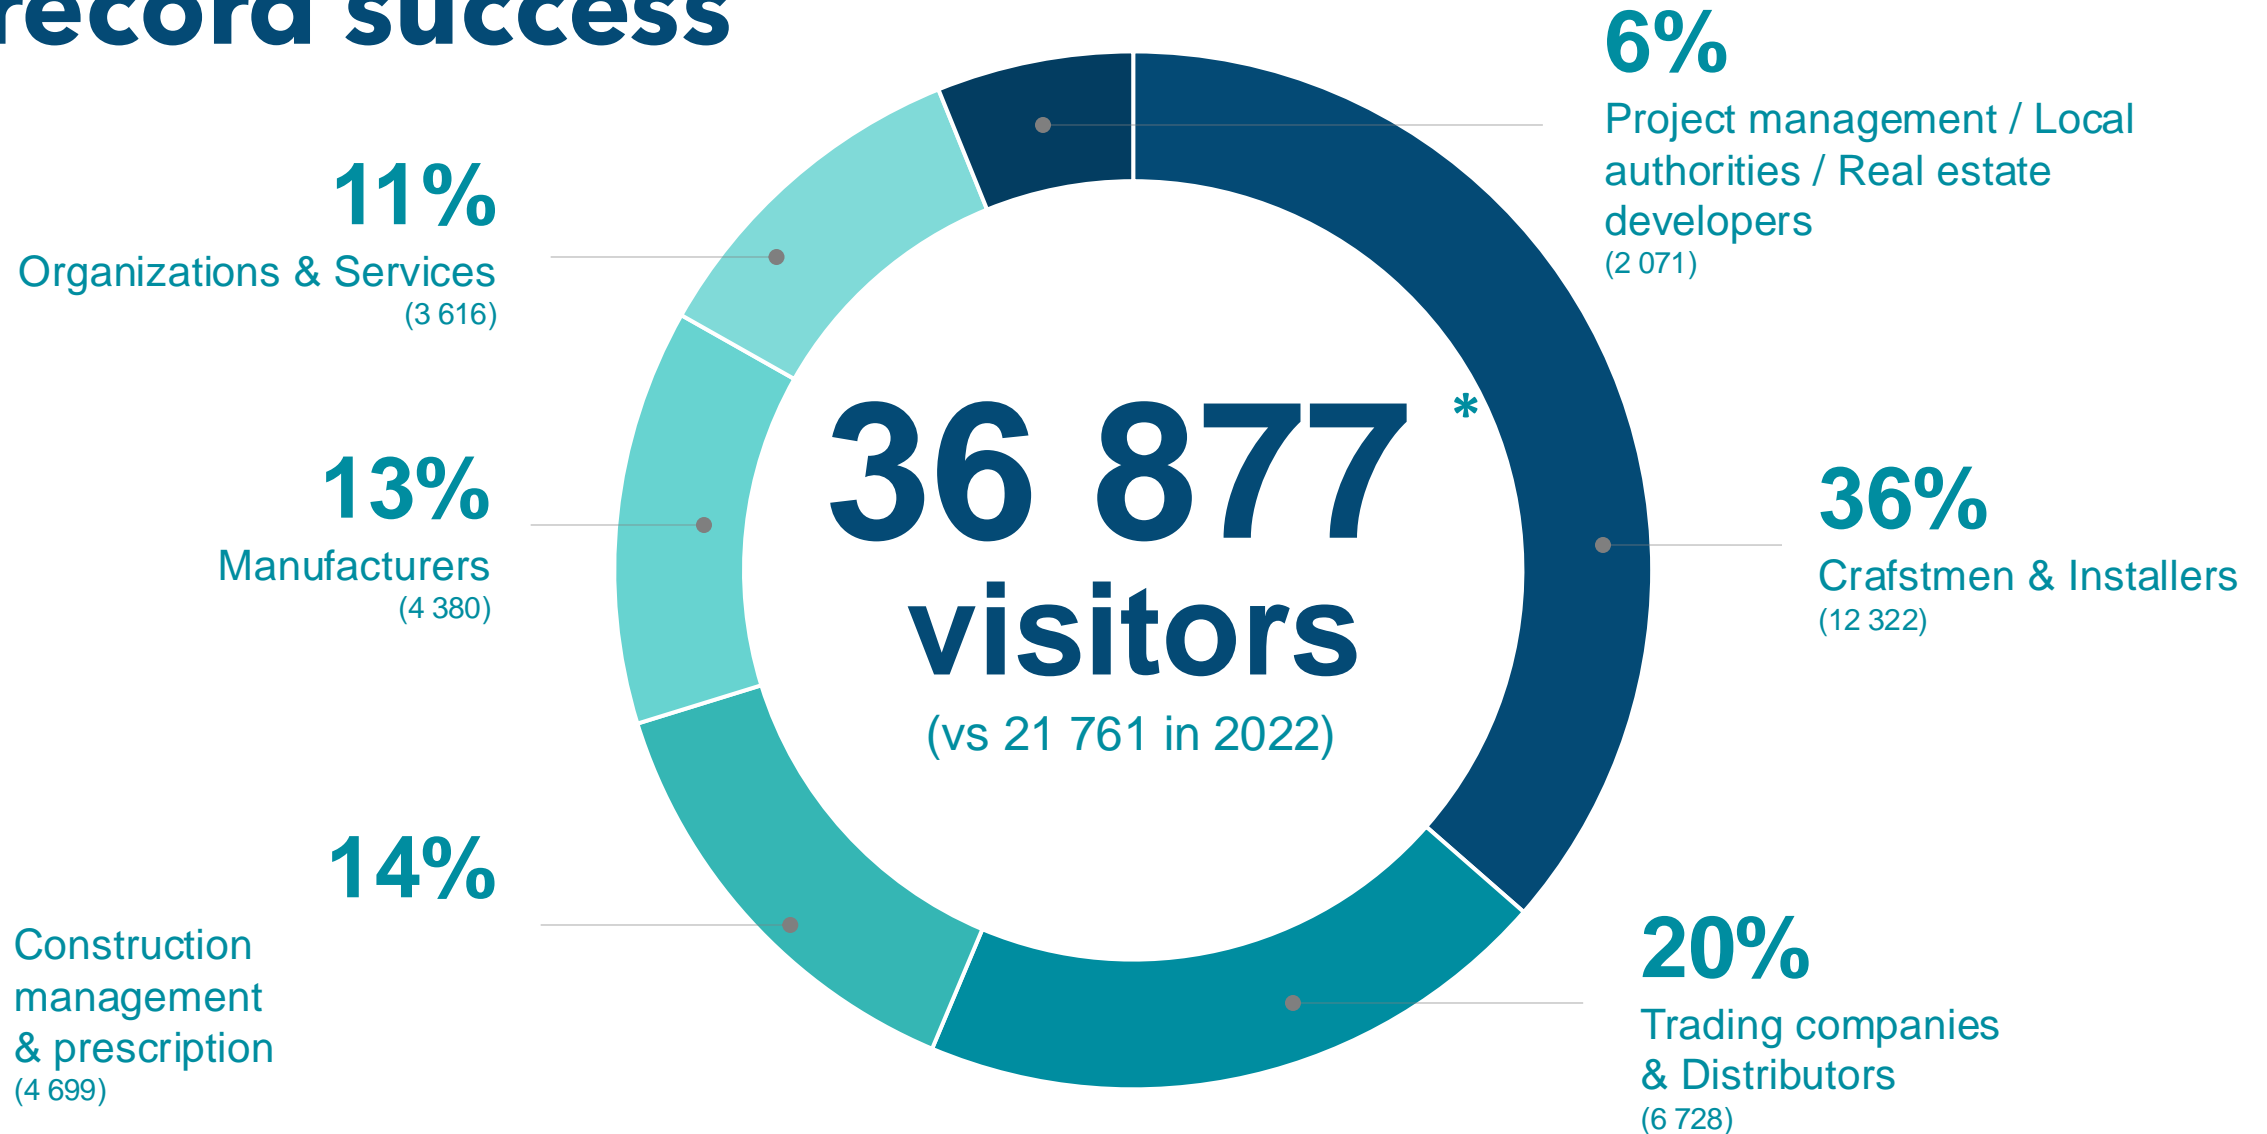 record success
6%
Project management / Local
authorities / Real estate
developers
(2 071)
11%
Organizations & Services
(3 616)
36 877 *
visitors
(vs 21 761 in 2022)
13%
Manufacturers
(4 380)
36%
Crafstmen & Installers
(12 322)
14%
Construction
management
& prescription
(4 699)
20%
Trading companies
& Distributors
(6 728)